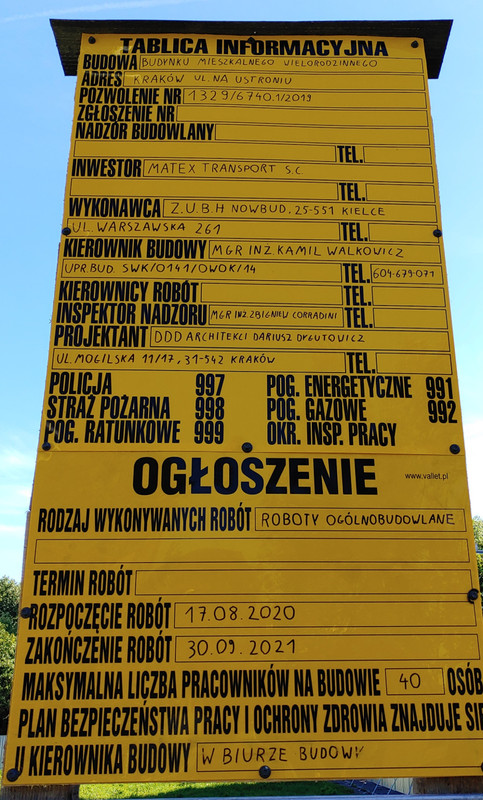 TABLICA INFORMACYJNA
BUDOWA BUDYNKU MIESZKALNEGO WIELORODZINNEGO
ADRES KRAKÓW UL. NA USTRONIU
POZWOLENIE NR 1329/6740.1/2019
ZGŁOSZENIE NR
NADZÓR BUDOWLANY
TEL.
INWESTOR MATEX TRANSPORT S.C
TEL.
WYKONAWCA Z.U.B.H NOWBUD, 25-551 KIELCE
UL. WARSZAWSKA 261 TEL.
KIEROWNIK BUDOWY MGR INŻ. KAMIL WALKOWICZ
UPR. BUD SWK/0141/OWOK/14 TEL. 604-679-071
KIEROWNICY ROBÓT TEL.
INSPEKTOR NADZORU MGR INŻ. ZBIGNIEW CORRADINI TEL.
PROJEKTANT DDD ARCHITEKCI DARIUSZ DYGUTOWICZ
UL. MOGILSKA 11/17, 31-542 KRAKÓW TEL.
POLICJA 997 POG. ENERGETYCZNE 991
STRAŻ POŻARNA 998 POG. GAZOWE 992
POG. RATUNKOWE 999 OKR. INSP. PRACY
OGŁOSZENIE www.vallet.pl
RODZAJ WYKONYWANYCH ROBÓT ROBOTY OGÓLNOBUDOWLANE
TERMIN ROBÓT
ROZPOCZĘCIE ROBÓT 17.08.2020
ZAKOŃCZENIE ROBÓT 30.09.2021
MAKSYMALNA LICZBA PRACOWNIKÓW NA BUDOWIE 40 OSÓB
PLAN BEZPIECZEŃSTWA PRACY I OCHRONY ZDROWIA ZNAJDUJE SIĘ
U KIEROWNIKA BUDOWY W BIURZE BUDOWY